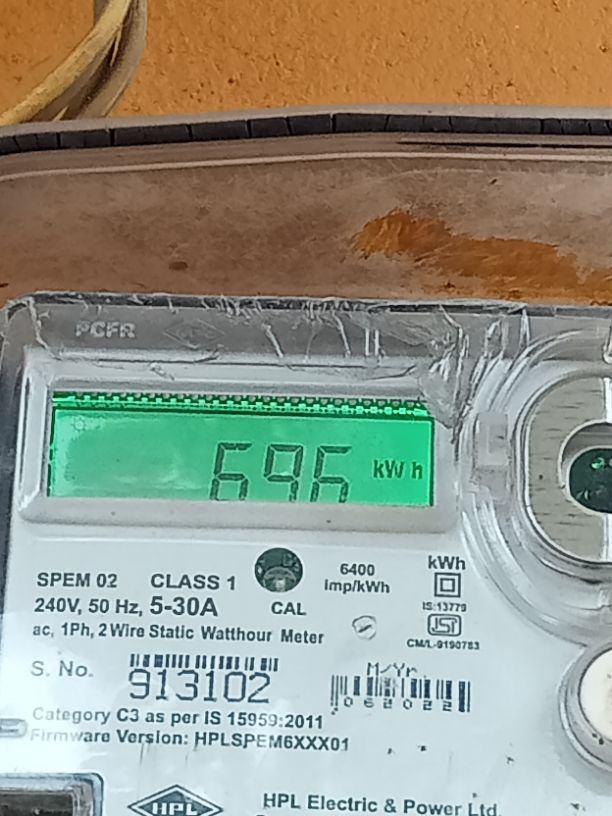 PCFR
696 kWh
6400
imp/kWh
kWh
SPEM 02 CLASS 1
240V, 50 Hz, 5-30A
CAL
IS:13779
ISI
ac, 1Ph, 2 Wire Static Watthour Meter
CM/L-9190783
S. No.
913102
M/Yr
062022
Category C3 as per IS 15959:2011
Firmware Version: HPLSPEM6XXX01
HPL
HPL Electric & Power Ltd.